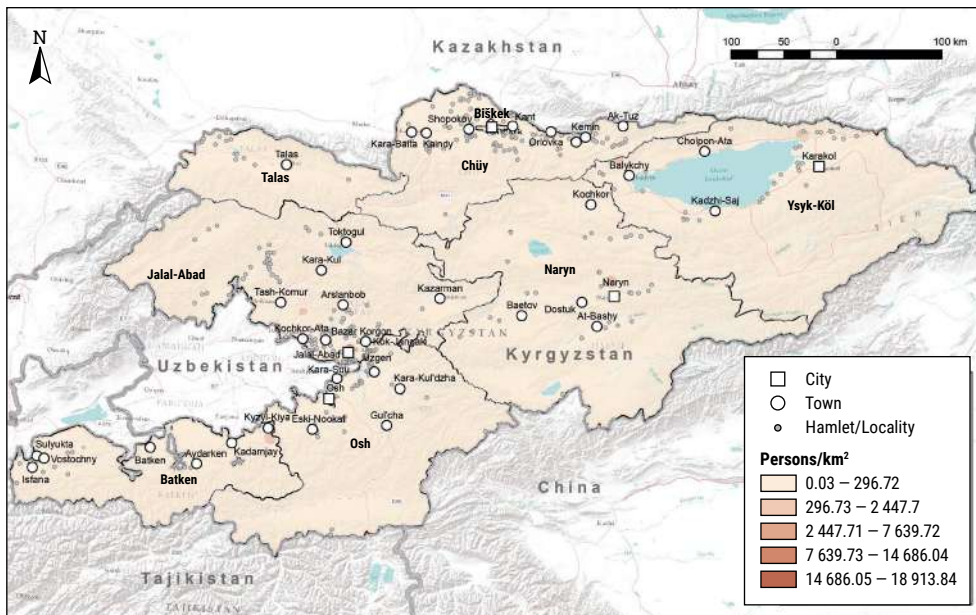 N
Kazakhstan
100 50 0 100 km
Biškek
Shopokov
Kant
Ak-Tuz
Kara-Balta
Kaindy
Orlovka
Kemin
Cholpon-Ata
Chüy
Talas
Talas
Balykchy
Karakol
Kochkor
Kadzhi-Saj
Ysyk-Köl
Toktogul
Jalal-Abad
Kara-Kul
Naryn
Tash-Komur
Arslanbob
Kazarman
Naryn
Baetov
Dostuk
At-Bashy
Kochkor-Ata
Bazar Korgon
Kok-Jangak
KYRGYZSTAN
Jalal-Abad
Uzgen
Kyrgyzstan
Uzbekistan
Kara-Suu
Kara-Kul'dzha
Osh
Kyzyl-Kiya
Eski-Nookat
Gul'cha
Osh
Sulyukta
Vostochny
Isfana
Batken
Aydarken
Kadamjay
Batken
China
Tajikistan
TAJIKISTAN
City
Town
Hamlet/Locality
Persons/km²
0.03 – 296.72
296.73 – 2 447.7
2 447.71 – 7 639.72
7 639.73 – 14 686.04
14 686.05 – 18 913.84